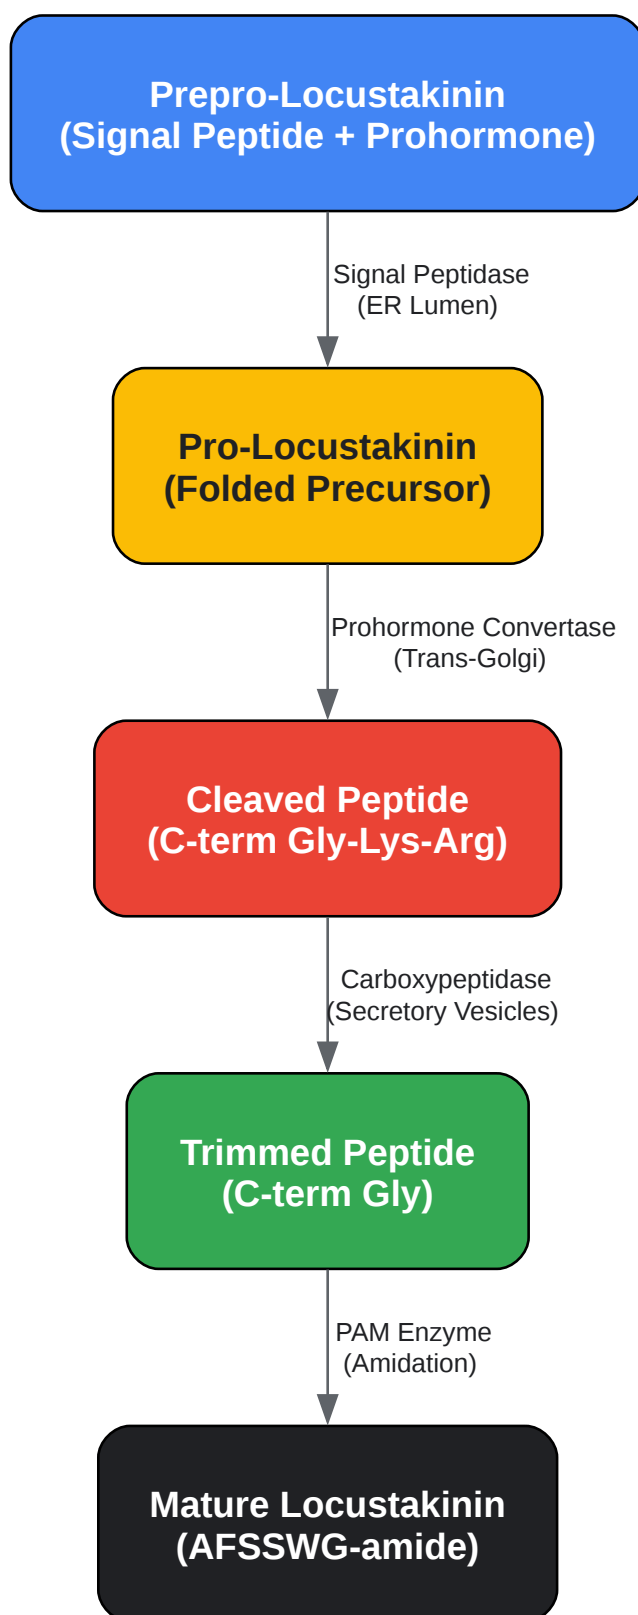 Prepro-Locustakinin
(Signal Peptide + Prohormone)
Signal Peptidase
(ER Lumen)
Pro-Locustakinin
(Folded Precursor)
Prohormone Convertase
(Trans-Golgi)
Cleaved Peptide
(C-term Gly-Lys-Arg)
Carboxypeptidase
(Secretory Vesicles)
Trimmed Peptide
(C-term Gly)
PAM Enzyme
(Amidation)
Mature Locustakinin
(AFSSWG-amide)